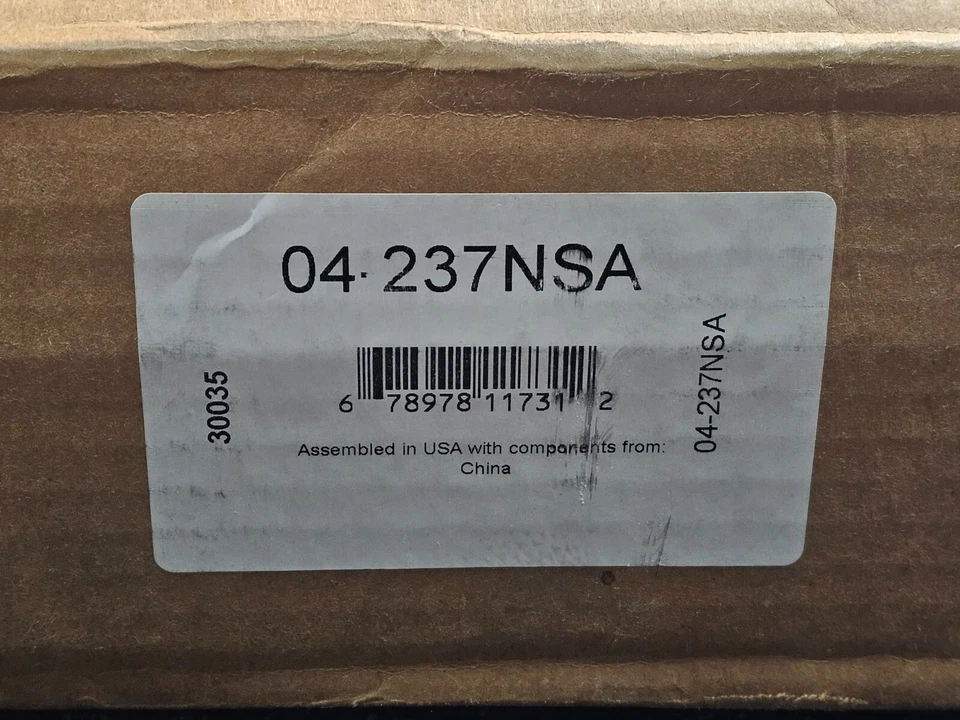 04-237NSA
30035
6 78978 11731 2
04-237NSA
Assembled in USA with components from:
China